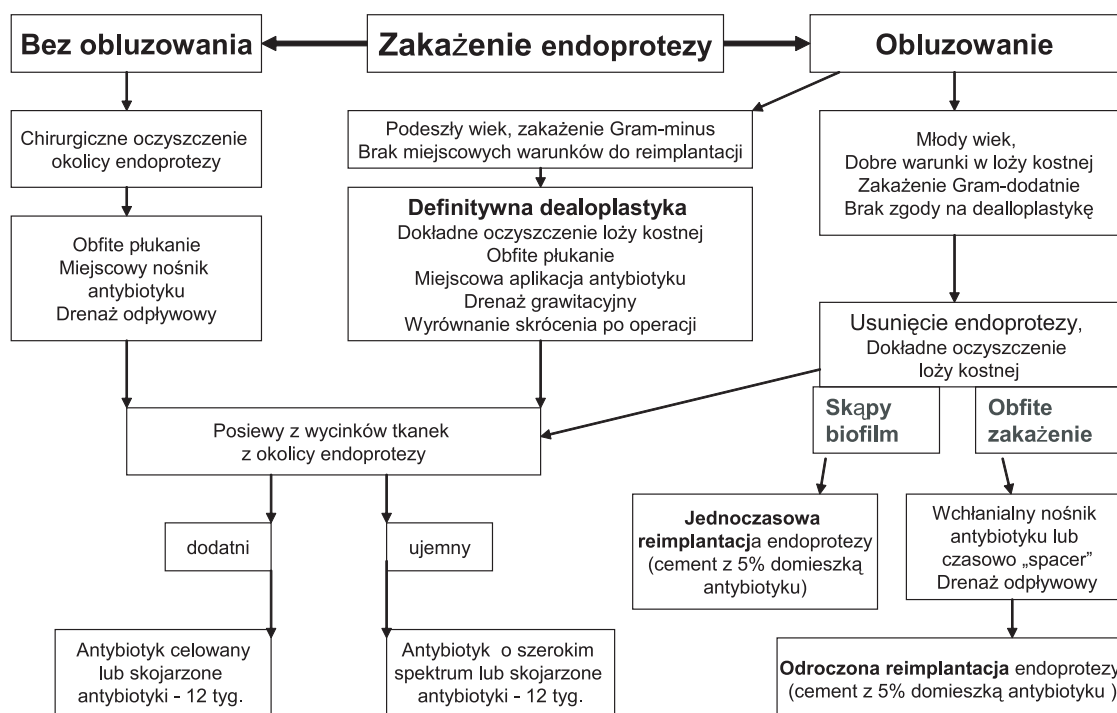 Bez obluzowania
Zakażenie endoprotezy
Obluzowanie
Chirurgiczne oczyszczenie
okolicy endoprotezy
Podeszły wiek, zakażenie Gram-minus
Brak miejscowych warunków do reimplantacji
Młody wiek,
Dobre warunki w loży kostnej
Zakażenie Gram-dodatnie
Brak zgody na dealloplastykę
Obfite płukanie
Miejscowy nośnik
antybiotyku
Drenaż odpływowy
Definitywna dealoplastyka
Dokładne oczyszczenie loży kostnej
Obfite płukanie
Miejscowa aplikacja antybiotyku
Drenaż grawitacyjny
Wyrównanie skrócenia po operacji
Usunięcie endoprotezy,
Dokładne oczyszczenie
loży kostnej
Skąpy
biofilm
Obfite
zakażenie
Posiewy z wycinków tkanek
z okolicy endoprotezy
dodatni
ujemny
Jednoczasowa
reimplantacja endoprotezy
(cement z 5% domieszką
antybiotyku)
Wchłanialny nośnik
antybiotyku lub
czasowo „spacer”
Drenaż odpływowy
Antybiotyk celowany
lub skojarzone
antybiotyki - 12 tyg.
Antybiotyk o szerokim
spektrum lub skojarzone
antybiotyki - 12 tyg.
Odroczona reimplantacja endoprotezy
(cement z 5% domieszką antybiotyku )